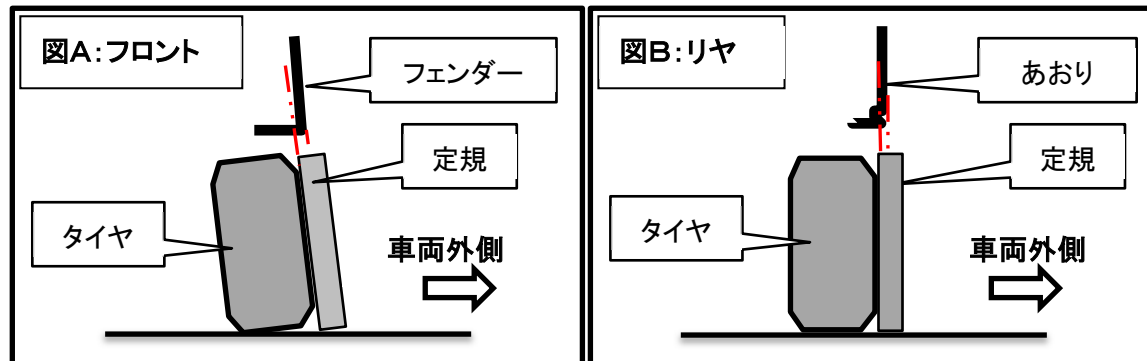 図A:フロント
フェンダー
定規
タイヤ
車両外側
図B:リヤ
あおり
定規
タイヤ
車両外側